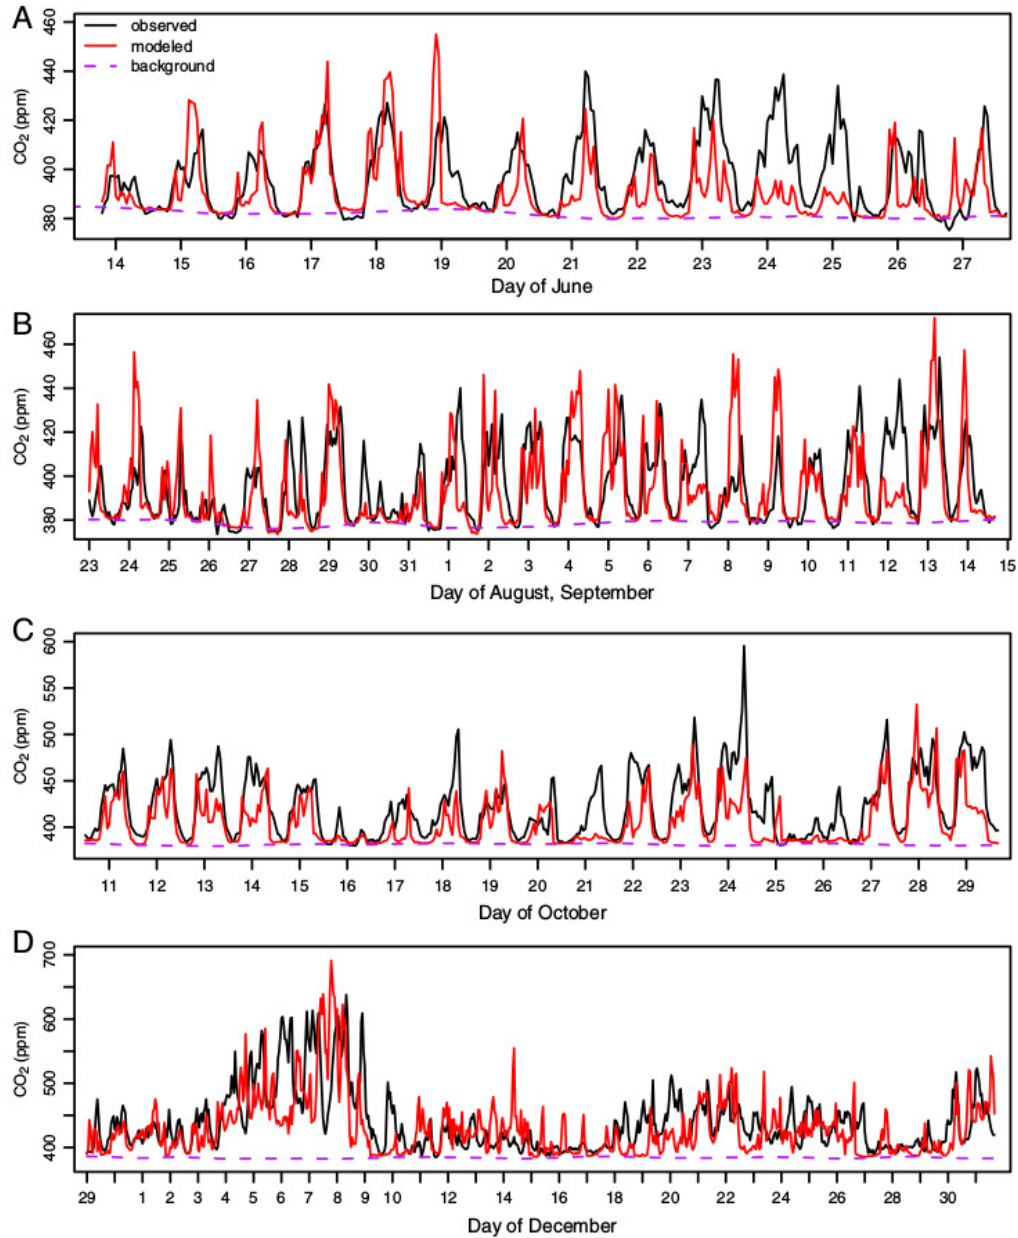 A
460
440
420
400
380
CO2 (ppm)
observed
modeled
background
14 15 16 17 18 19 20 21 22 23 24 25 26 27
Day of June
B
460
440
420
400
380
CO2 (ppm)
23 24 25 26 27 28 29 30 31 1 2 3 4 5 6 7 8 9 10 11 12 13 14 15
Day of August, September
C
600
550
500
450
400
CO2 (ppm)
11 12 13 14 15 16 17 18 19 20 21 22 23 24 25 26 27 28 29
Day of October
D
700
600
500
400
CO2 (ppm)
29 1 2 3 4 5 6 7 8 9 10 12 14 16 18 20 22 24 26 28 30
Day of December